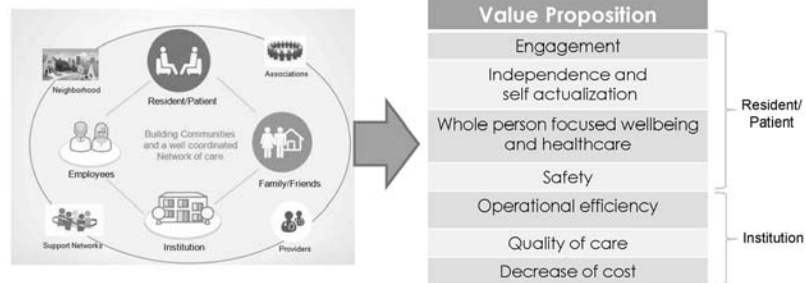 Neighborhood
Associations
Resident/Patient
Building Communities
and a well coordinated
Network of care.
Employees
Family/Friends
Support Networks
Institution
Providers
Value Proposition
Engagement
Independence and
self actualization
Whole person focused wellbeing
and healthcare
Safety
Operational efficiency
Quality of care
Decrease of cost
Resident/
Patient
Institution